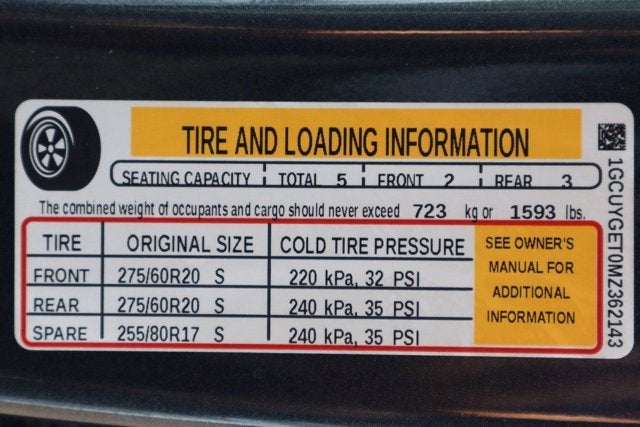 TIRE AND LOADING INFORMATION
SEATING CAPACITY TOTAL 5 FRONT 2 REAR 3
The combined weight of occupants and cargo should never exceed 723 kg or 1593 lbs.
TIRE ORIGINAL SIZE COLD TIRE PRESSURE
FRONT 275/60R20 S 220 kPa, 32 PSI
REAR 275/60R20 S 240 kPa, 35 PSI
SPARE 255/80R17 S 240 kPa, 35 PSI
SEE OWNER'S
MANUAL FOR
ADDITIONAL
INFORMATION
1GCUYGET0MZ362143